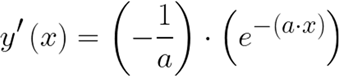 y′(x) = (−1/a) · (e^−(a·x))